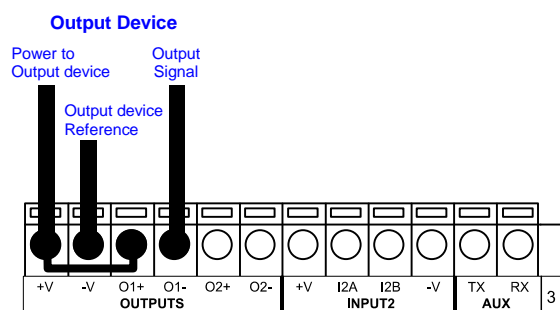 Output Device
Power to
Output device
Output
Signal
Output device
Reference
+V -V O1+ O1- O2+ O2- +V I2A I2B -V TX RX
OUTPUTS INPUT2 AUX 3